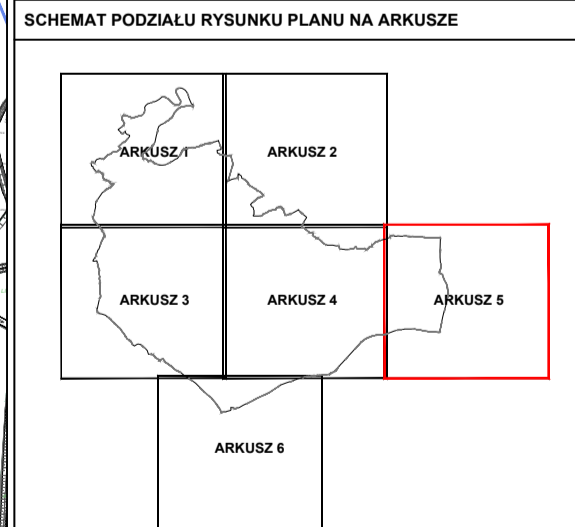 SCHEMAT PODZIAŁU RYSUNKU PLANU NA ARKUSZE
ARKUSZ 1
ARKUSZ 2
ARKUSZ 3
ARKUSZ 4
ARKUSZ 5
ARKUSZ 6